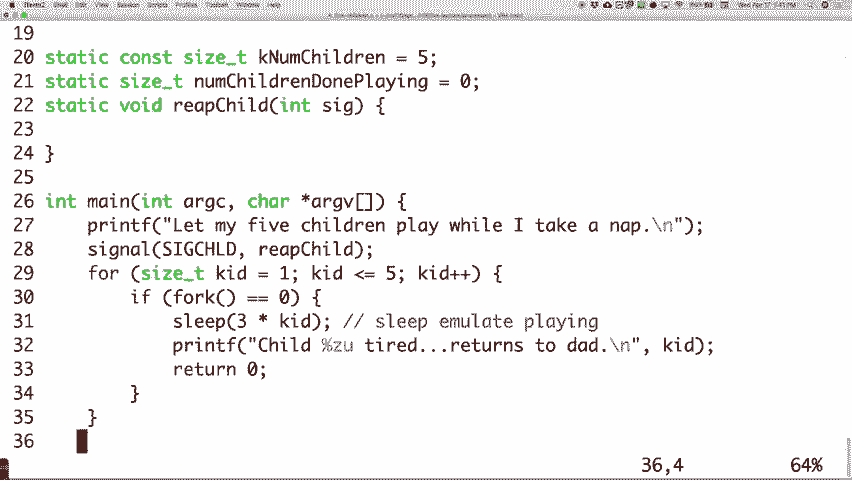 19
20 static const size_t kNumChildren = 5;
21 static size_t numChildrenDonePlaying = 0;
22 static void reapChild(int sig) {
23
24 }
25
26 int main(int argc, char *argv[]) {
27     printf("Let my five children play while I take a nap.\n");
28     signal(SIGCHLD, reapChild);
29     for (size_t kid = 1; kid <= 5; kid++) {
30         if (fork() == 0) {
31             sleep(3 * kid); // sleep emulate playing
32             printf("Child %zu tired...returns to dad.\n", kid);
33             return 0;
34         }
35     }
36
36,4 64%